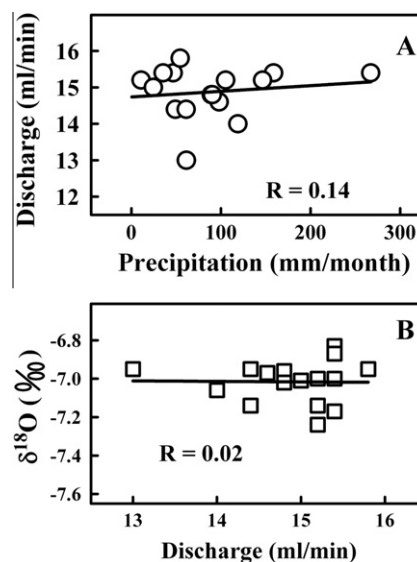 A
Discharge (ml/min)
16
15
14
13
12
R = 0.14
0 100 200 300
Precipitation (mm/month)
B
δ¹⁸O (‰)
-6.8
-7.0
-7.2
-7.4
-7.6
R = 0.02
13 14 15 16
Discharge (ml/min)